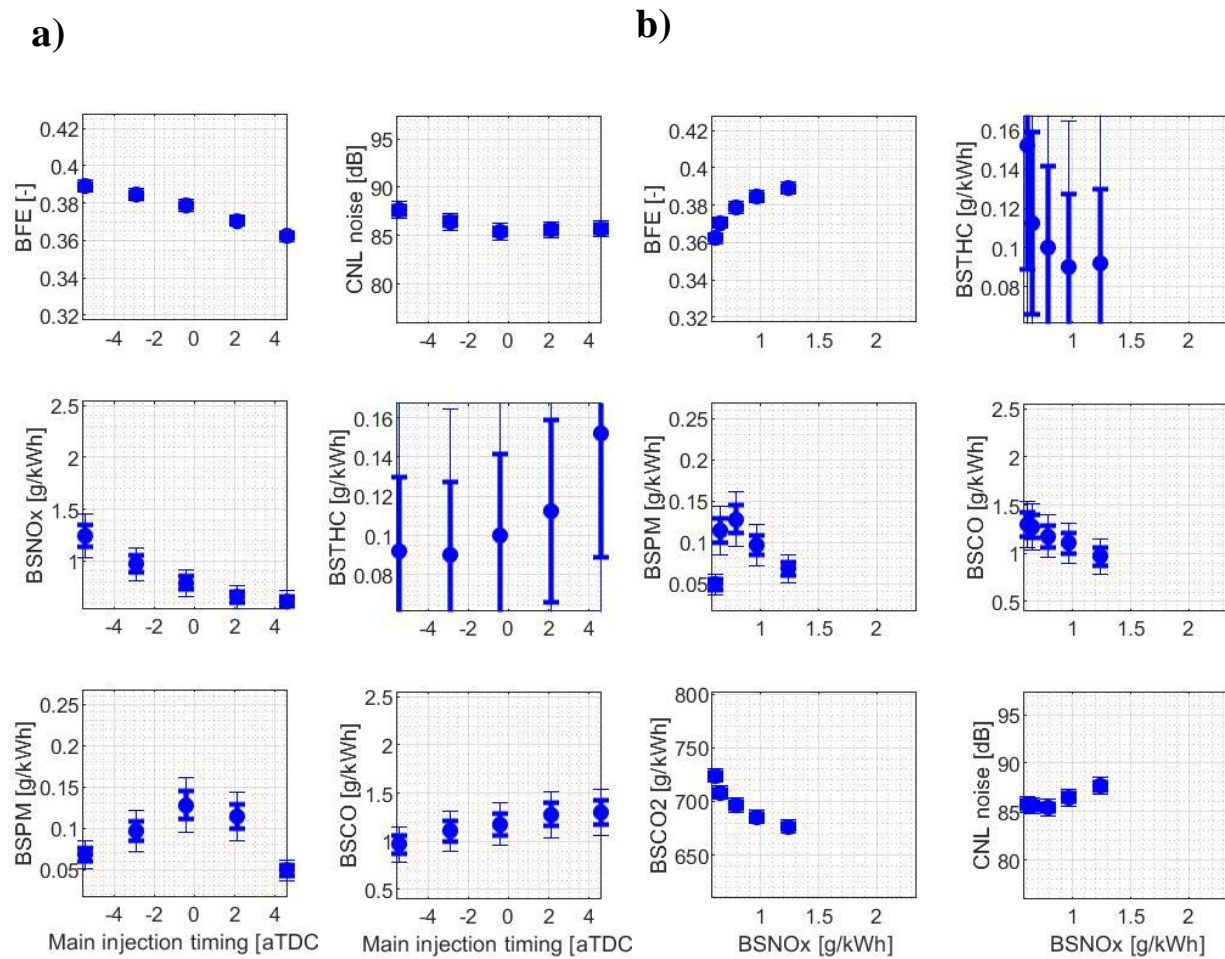 a)
b)
0.42
0.4
0.38
0.36
0.34
0.32
BFE [-]
-4 -2 0 2 4
95
90
85
80
CNL noise [dB]
-4 -2 0 2 4
0.42
0.4
0.38
0.36
0.34
0.32
BFE [-]
1 1.5 2
0.16
0.14
0.12
0.1
0.08
BSTHC [g/kWh]
1 1.5 2
2.5
2
1.5
1
BSNOx [g/kWh]
-4 -2 0 2 4
0.16
0.14
0.12
0.1
0.08
BSTHC [g/kWh]
-4 -2 0 2 4
0.25
0.2
0.15
0.1
0.05
BSPM [g/kWh]
1 1.5 2
2.5
2
1.5
1
0.5
BSCO [g/kWh]
1 1.5 2
0.25
0.2
0.15
0.1
0.05
BSPM [g/kWh]
-4 -2 0 2 4
Main injection timing [aTDC
2.5
2
1.5
1
0.5
BSCO [g/kWh]
-4 -2 0 2 4
Main injection timing [aTDC
800
750
700
650
BSCO2 [g/kWh]
1 1.5 2
BSNOx [g/kWh]
95
90
85
80
CNL noise [dB]
1 1.5 2
BSNOx [g/kWh]